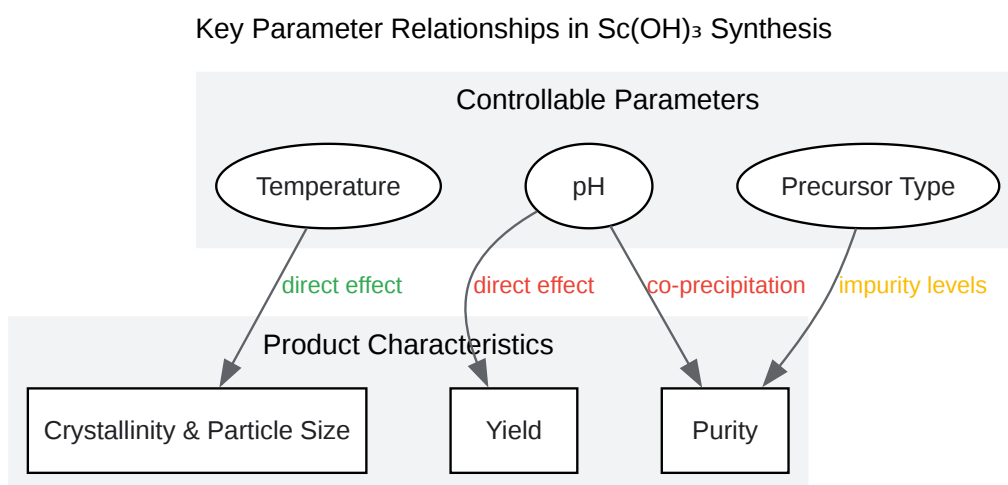 Key Parameter Relationships in Sc(OH)₃ Synthesis
Controllable Parameters
Temperature
pH
Precursor Type
direct effect
direct effect
co-precipitation
impurity levels
Product Characteristics
Crystallinity & Particle Size
Yield
Purity